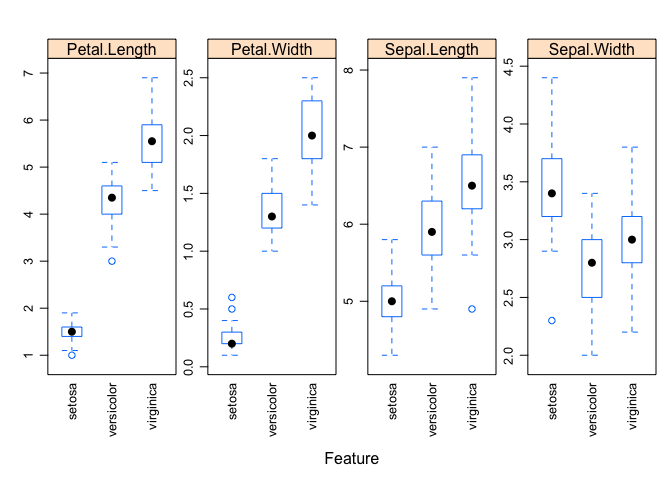 Petal.Length
Petal.Width
Sepal.Length
Sepal.Width
7
6
5
4
3
2
1
2.5
2.0
1.5
1.0
0.5
0.0
8
7
6
5
4.5
4.0
3.5
3.0
2.5
2.0
setosa
versicolor
virginica
setosa
versicolor
virginica
setosa
versicolor
virginica
setosa
versicolor
virginica
Feature